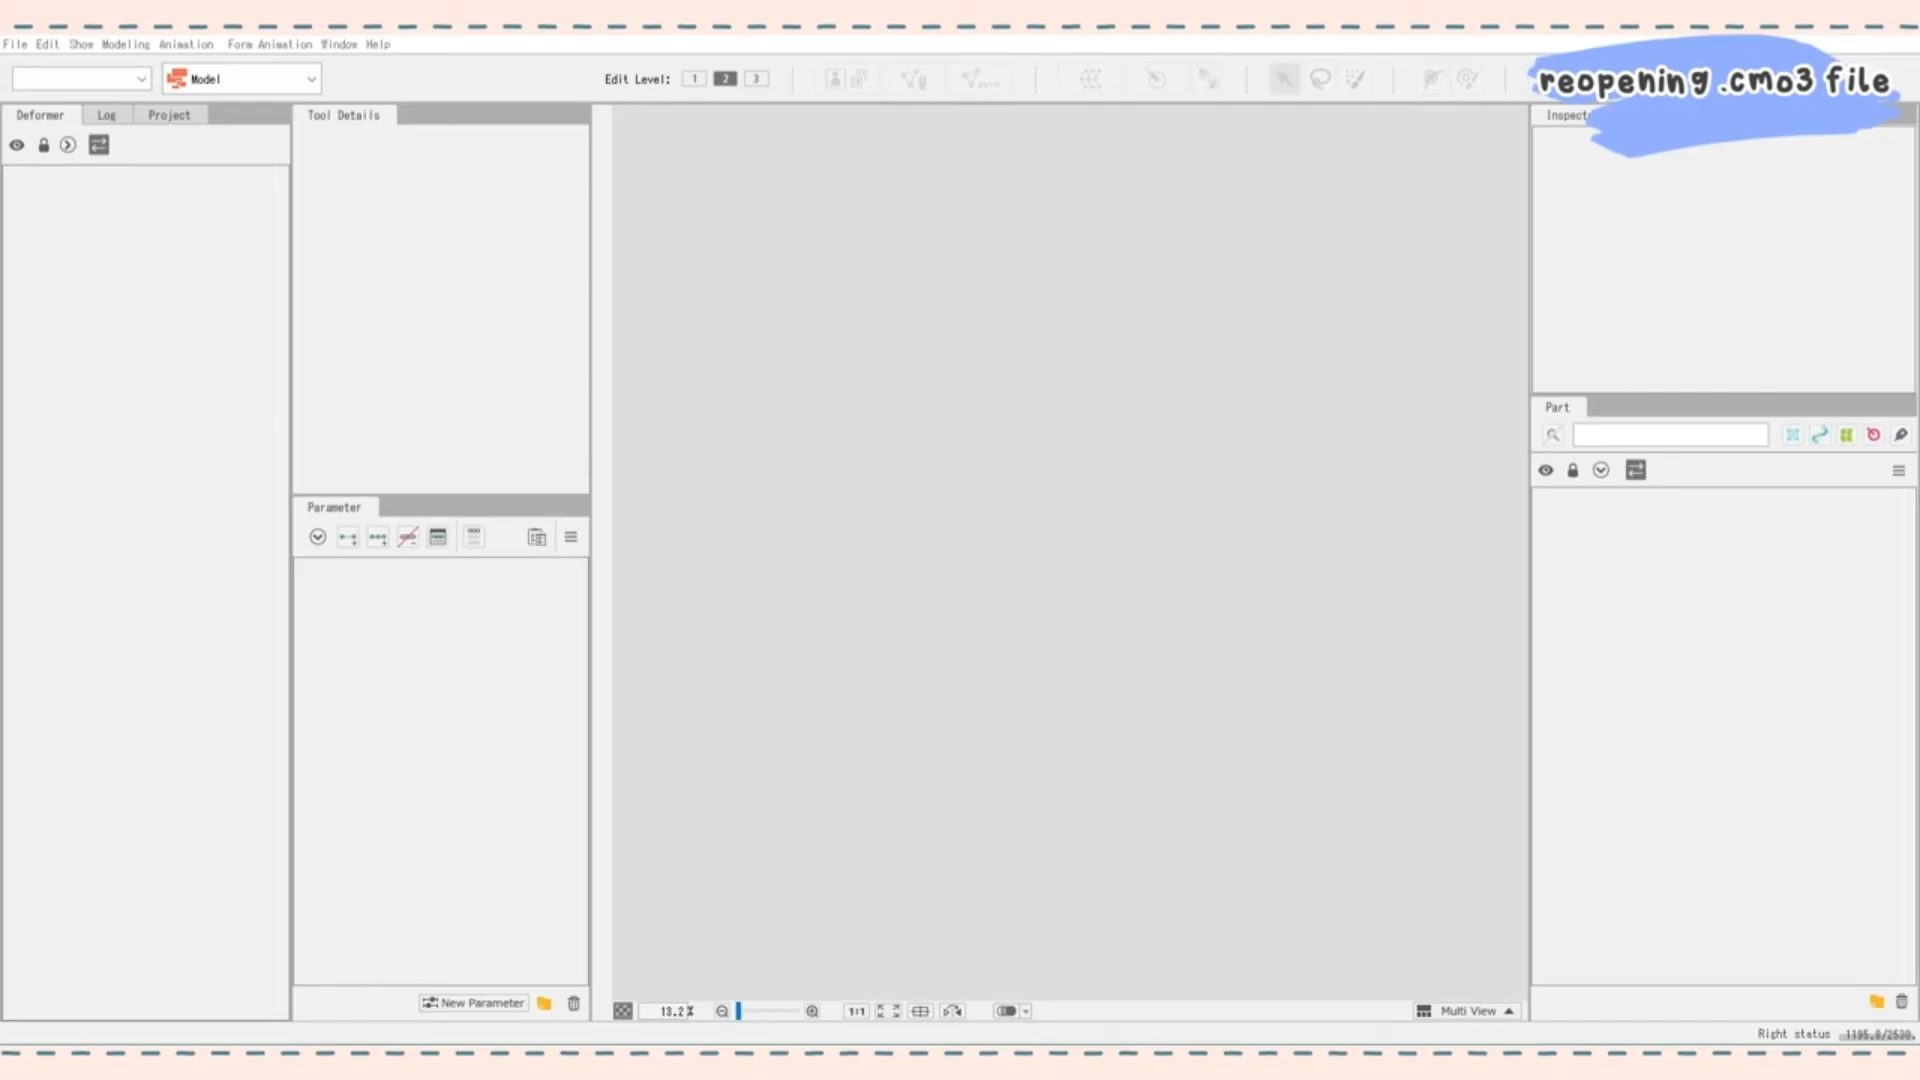 File Edit Show Modeling Animation Form Animation Window Help
reopening .cmo3 file
Model
Edit Level: 1 2 3
AUTO
Deformer Log Project
Tool Details
Parameter
Part
New Parameter
13.2%
1:1
Multi View
Right status